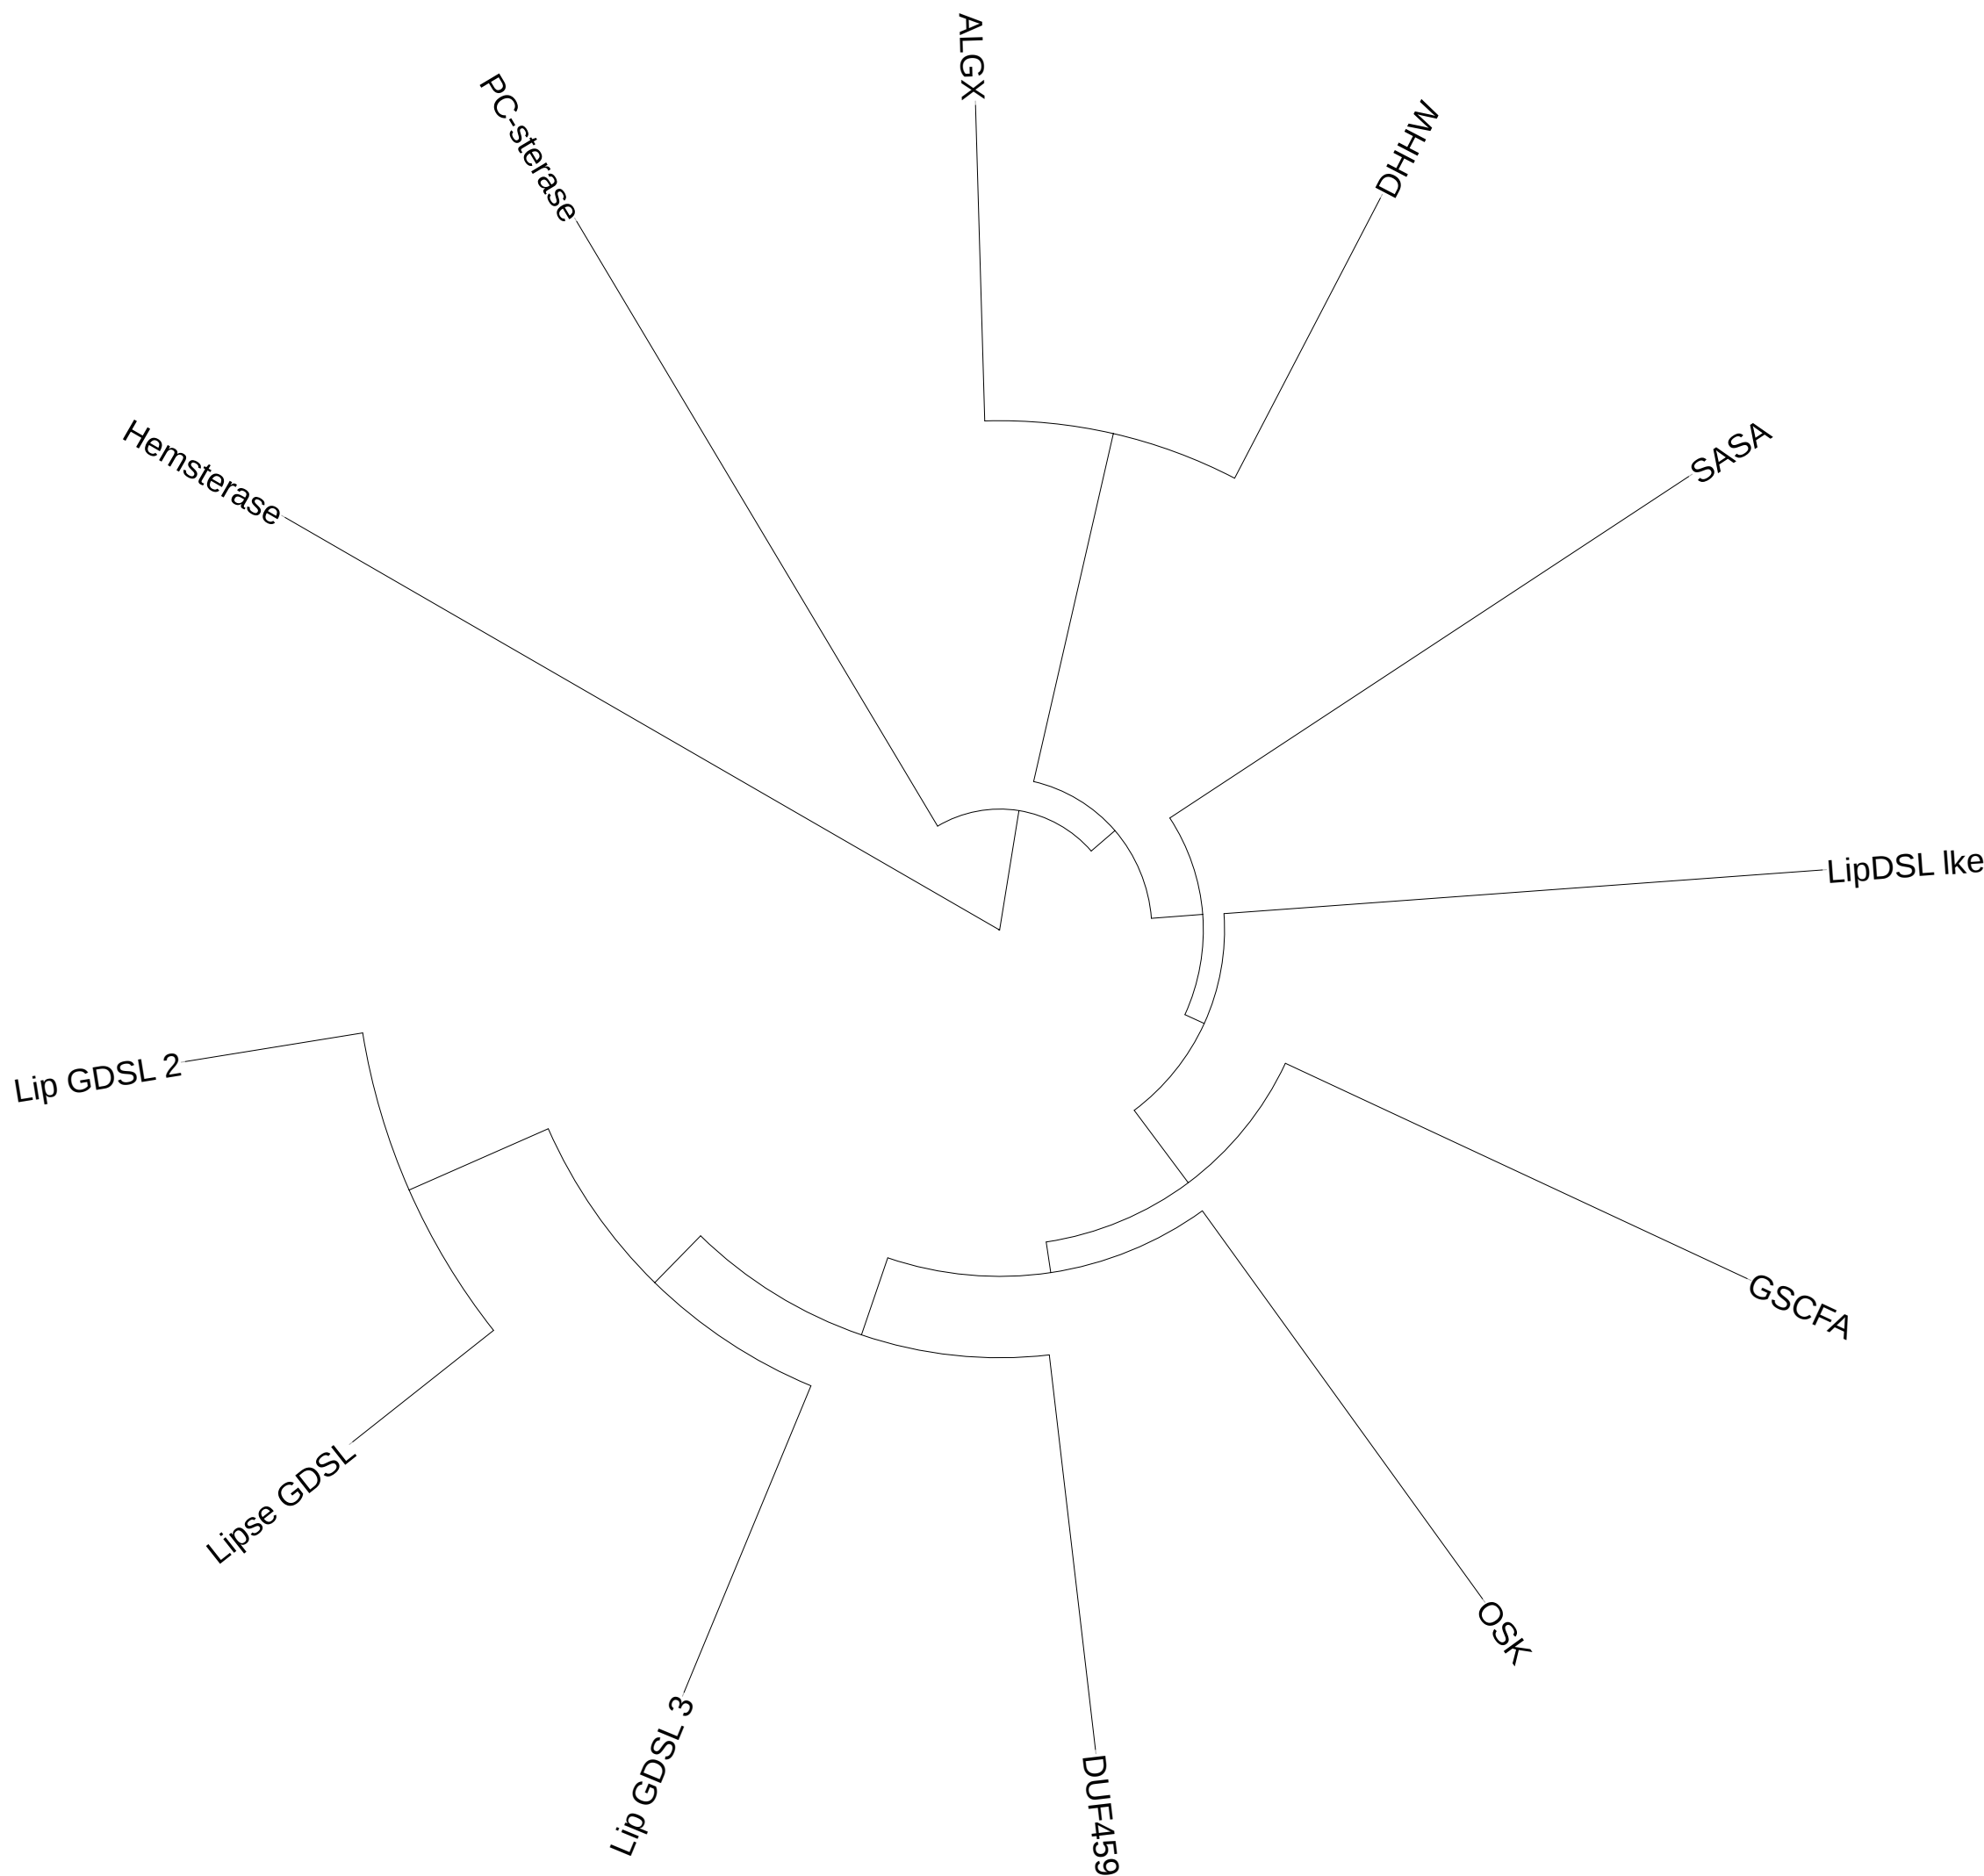 ALGX
DHHW
PC-sterase
SASA
Hemsterase
LipDSL lke
Lip GDSL 2
GSCFA
Lipse GDSL
OSK
Lip GDSL 3
DUF459